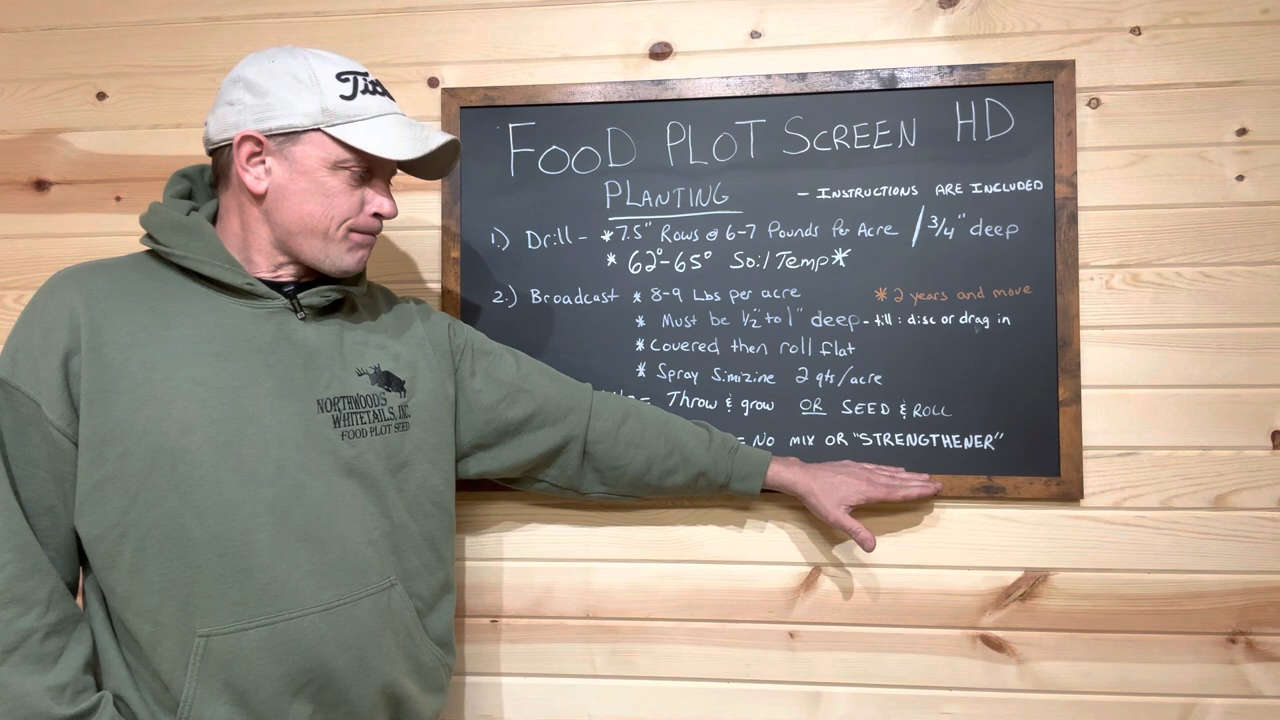 FOOD PLOT SCREEN HD
PLANTING
- INSTRUCTIONS ARE INCLUDED
1.) Drill - *7.5" Rows @ 6-7 Pounds Per Acre / 3/4" deep
* 62°-65° Soil Temp *
2.) Broadcast * 8-9 Lbs per acre
* 2 years and move
* Must be 1/2" to 1" deep - till : disc or drag in
* Covered then roll flat
* Spray Simizine 2 qts/acre
= Throw & grow OR SEED & ROLL
= NO MIX OR "STRENGTHENER"
NORTHWOODS
WHITETAILS, INC.
FOOD PLOT SEED